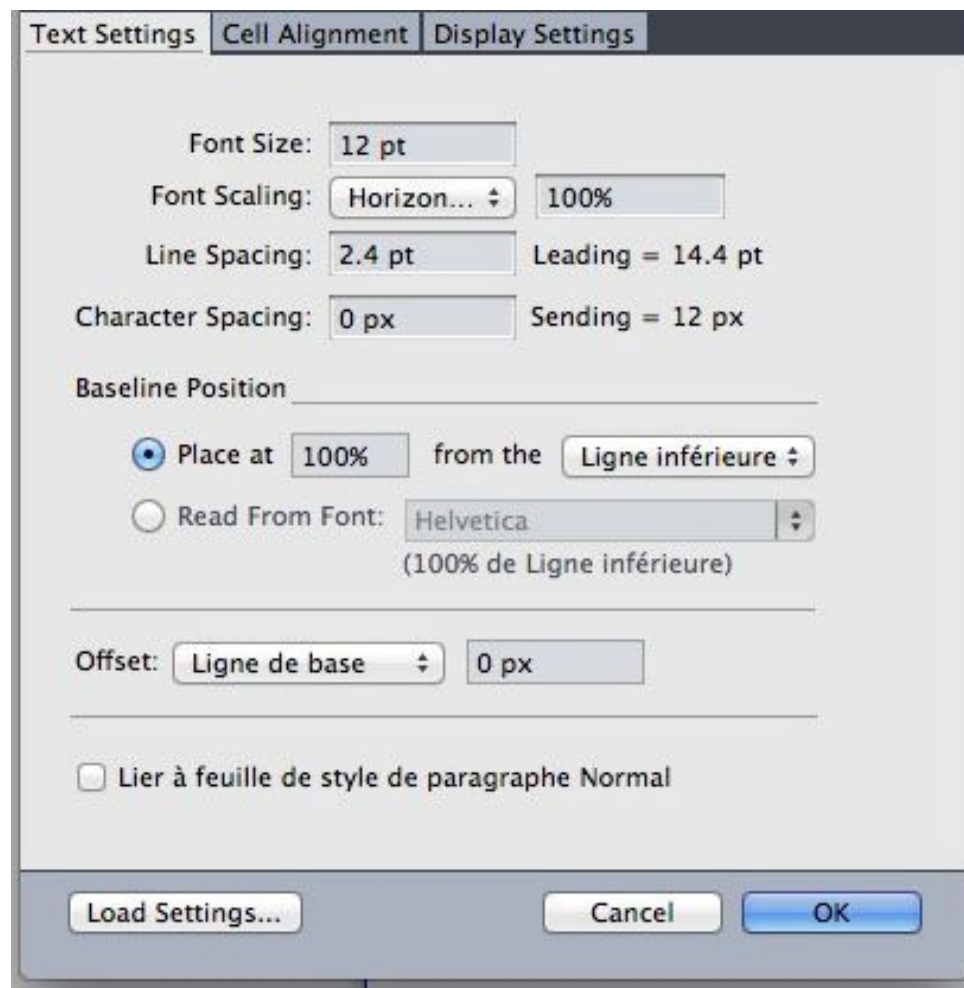 Text Settings Cell Alignment Display Settings
Font Size: 12 pt
Font Scaling: Horizon... 100%
Line Spacing: 2.4 pt Leading = 14.4 pt
Character Spacing: 0 px Sending = 12 px
Baseline Position
Place at 100% from the Ligne inférieure
Read From Font: Helvetica
(100% de Ligne inférieure)
Offset: Ligne de base 0 px
Lier à feuille de style de paragraphe Normal
Load Settings... Cancel OK